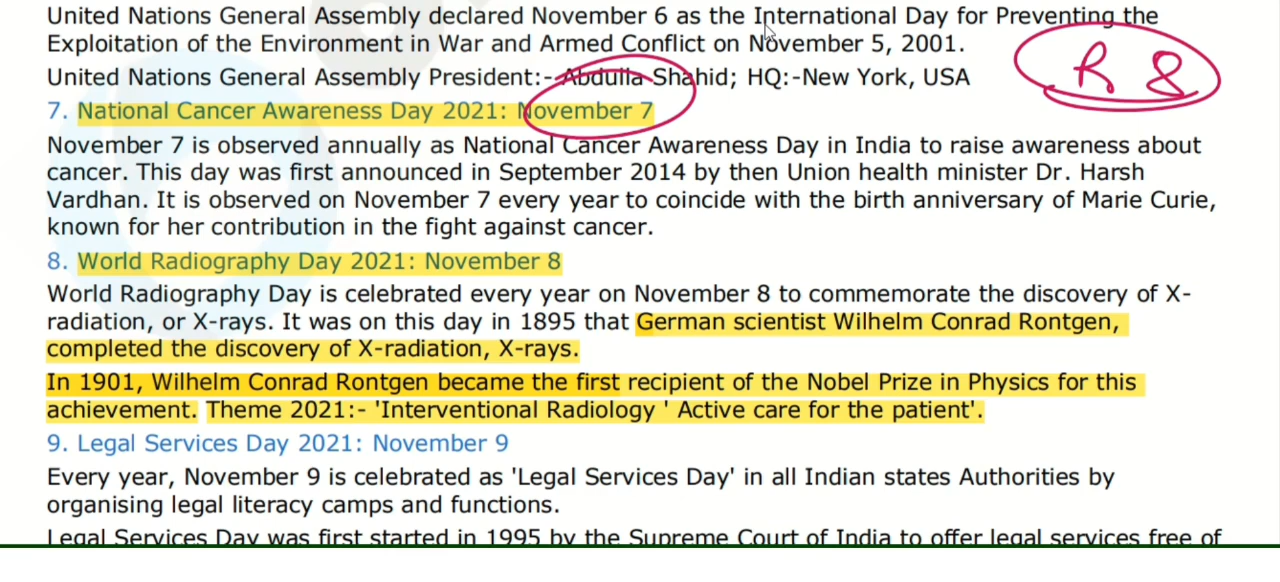 United Nations General Assembly declared November 6 as the International Day for Preventing the
Exploitation of the Environment in War and Armed Conflict on November 5, 2001.
United Nations General Assembly President:- Abdulla Shahid; HQ:-New York, USA
R 8
7. National Cancer Awareness Day 2021: November 7
November 7 is observed annually as National Cancer Awareness Day in India to raise awareness about
cancer. This day was first announced in September 2014 by then Union health minister Dr. Harsh
Vardhan. It is observed on November 7 every year to coincide with the birth anniversary of Marie Curie,
known for her contribution in the fight against cancer.
8. World Radiography Day 2021: November 8
World Radiography Day is celebrated every year on November 8 to commemorate the discovery of X-
radiation, or X-rays. It was on this day in 1895 that German scientist Wilhelm Conrad Rontgen,
completed the discovery of X-radiation, X-rays.
In 1901, Wilhelm Conrad Rontgen became the first recipient of the Nobel Prize in Physics for this
achievement. Theme 2021:- 'Interventional Radiology ' Active care for the patient'.
9. Legal Services Day 2021: November 9
Every year, November 9 is celebrated as 'Legal Services Day' in all Indian states Authorities by
organising legal literacy camps and functions.
Legal Services Day was first started in 1995 by the Supreme Court of India to offer legal services free of